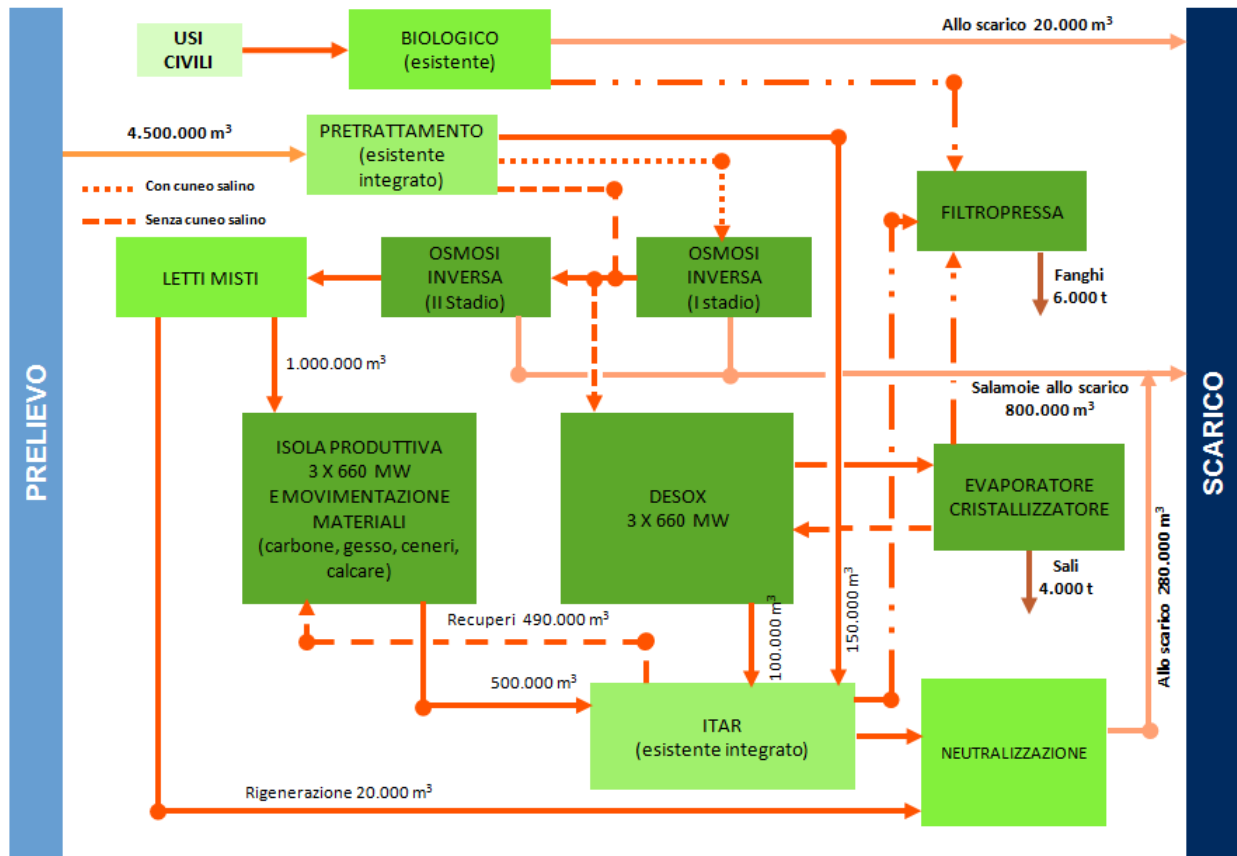 USI
CIVILI
BIOLOGICO
(esistente)
Allo scarico 20.000 m³
4.500.000 m³
PRETRATTAMENTO
(esistente
integrato)
Con cuneo salino
Senza cuneo salino
FILTROPRESSA
Fanghi
6.000 t
LETTI MISTI
OSMOSI
INVERSA
(II Stadio)
OSMOSI
INVERSA
(I stadio)
1.000.000 m³
Salamoie allo scarico
800.000 m³
PRELIEVO
SCARICO
ISOLA PRODUTTIVA
3 X 660 MW
E MOVIMENTAZIONE
MATERIALI
(carbone, gesso, ceneri,
calcare)
DESOX
3 X 660 MW
EVAPORATORE
CRISTALLIZZATORE
Sali
4.000 t
Recuperi 490.000 m³
100.000 m³
150.000 m³
Allo scarico 280.000 m³
500.000 m³
ITAR
(esistente integrato)
NEUTRALIZZAZIONE
Rigenerazione 20.000 m³